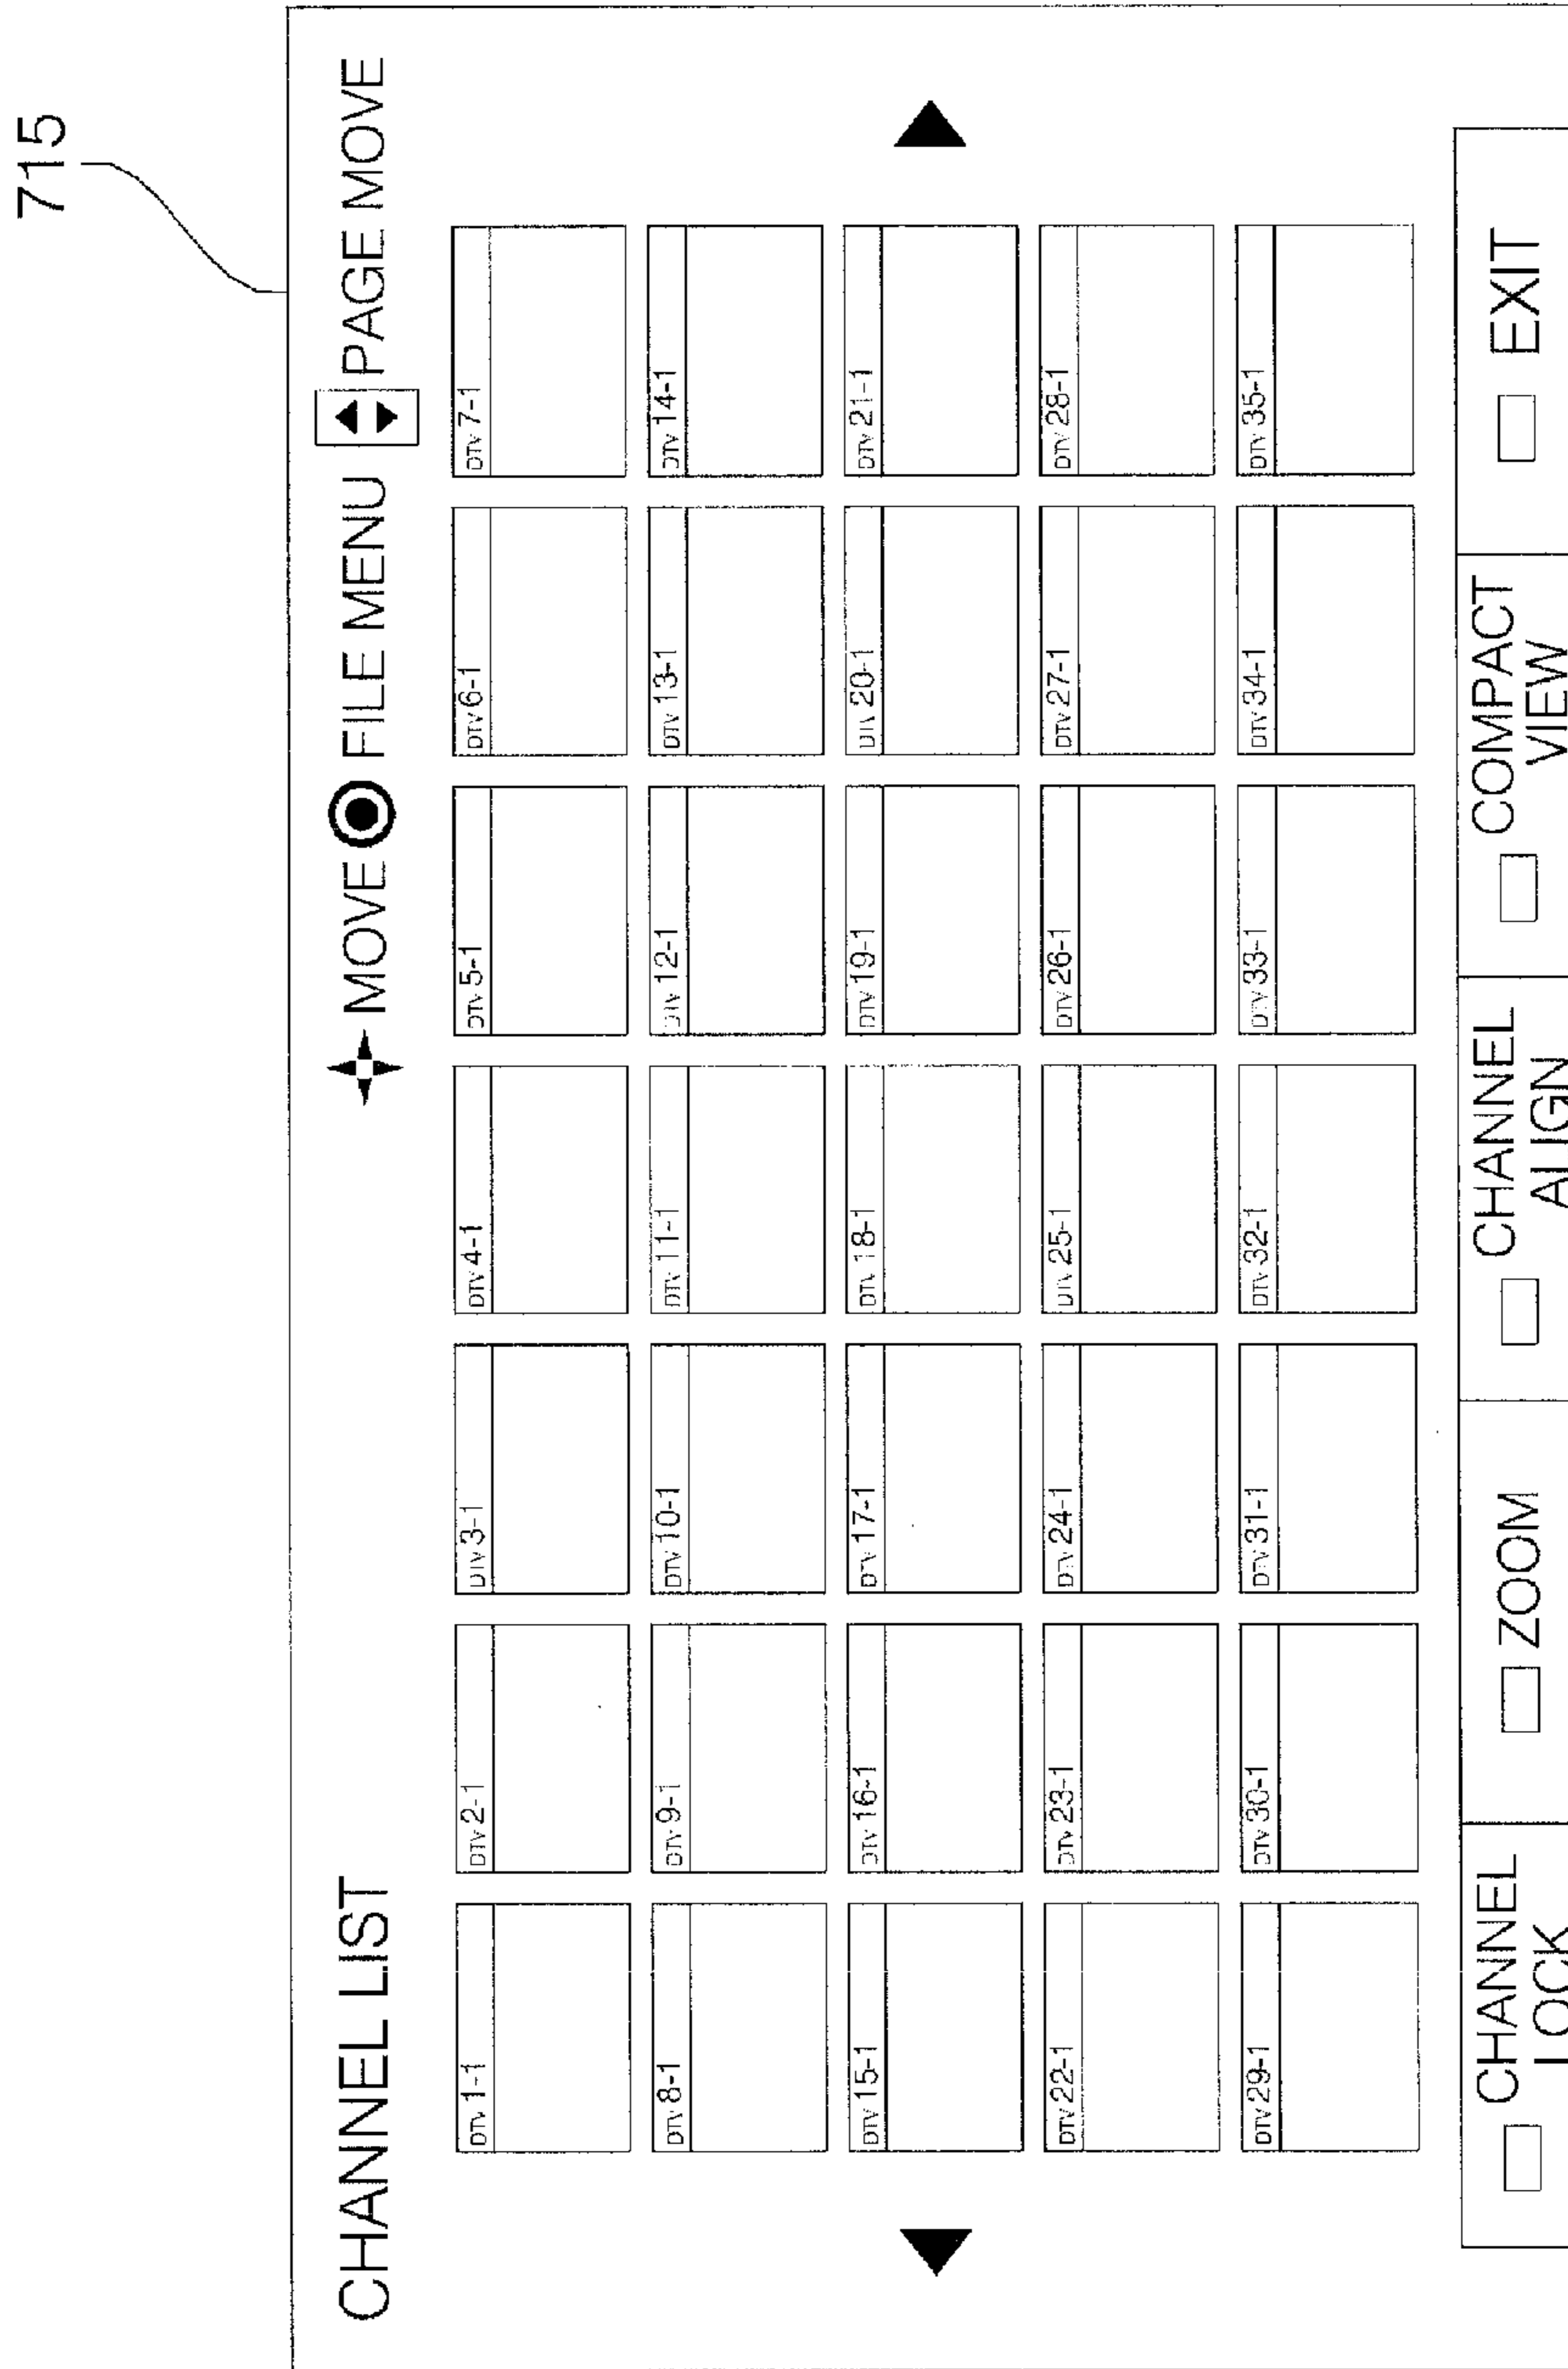 715
CHANNEL LIST
MOVE FILE MENU PAGE MOVE
DTV 1-1 DTV 2-1 DTV 3-1 DTV 4-1 DTV 5-1 DTV 6-1 DTV 7-1
DTV 8-1 DTV 9-1 DTV 10-1 DTV 11-1 DTV 12-1 DTV 13-1 DTV 14-1
DTV 15-1 DTV 16-1 DTV 17-1 DTV 18-1 DTV 19-1 DTV 20-1 DTV 21-1
DTV 22-1 DTV 23-1 DTV 24-1 DTV 25-1 DTV 26-1 DTV 27-1 DTV 28-1
DTV 29-1 DTV 30-1 DTV 31-1 DTV 32-1 DTV 33-1 DTV 34-1 DTV 35-1
CHANNEL
LOCK
ZOOM
CHANNEL
ALIGN
COMPACT
VIEW
EXIT